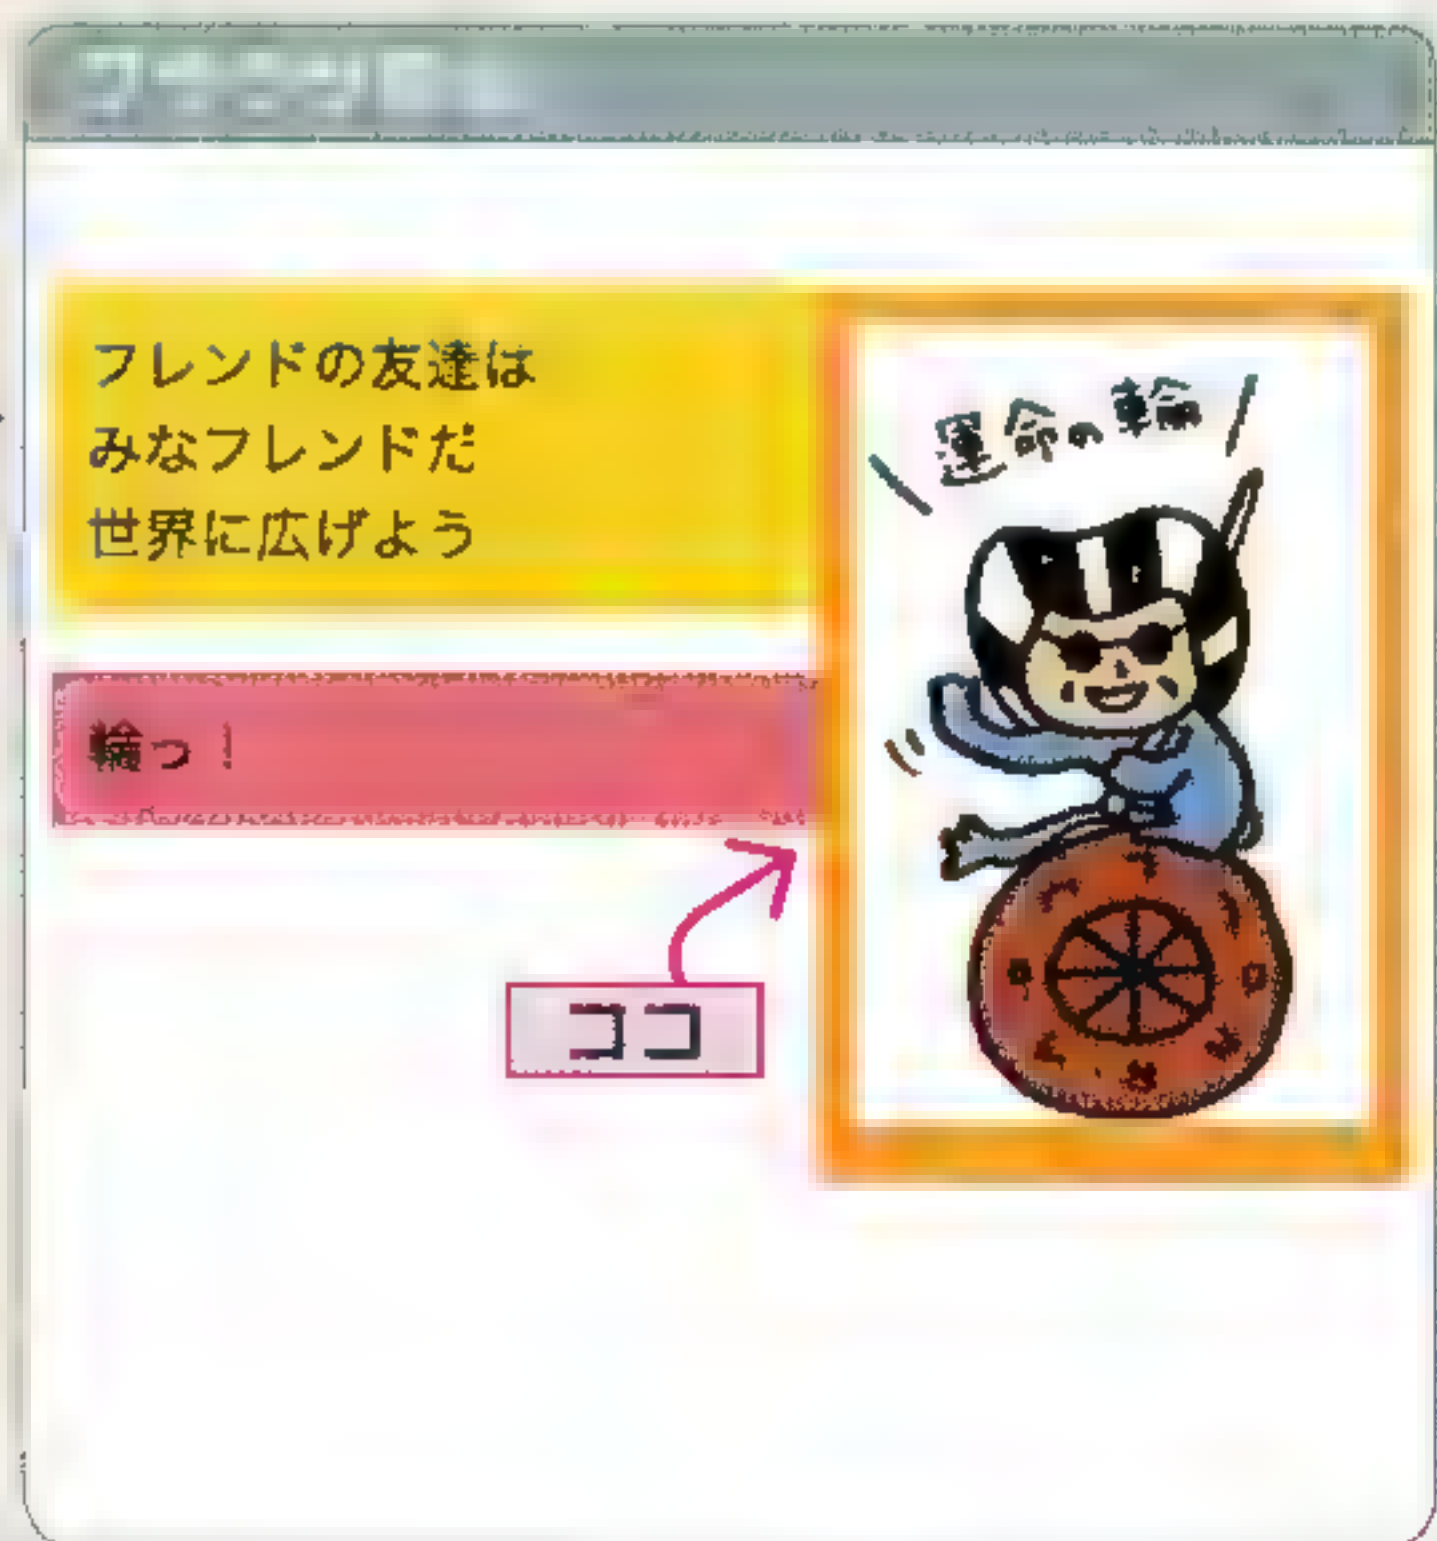 フレンドの友達は
みなフレンドだ
世界に広げよう
運命の輪
輪っ!
ココ